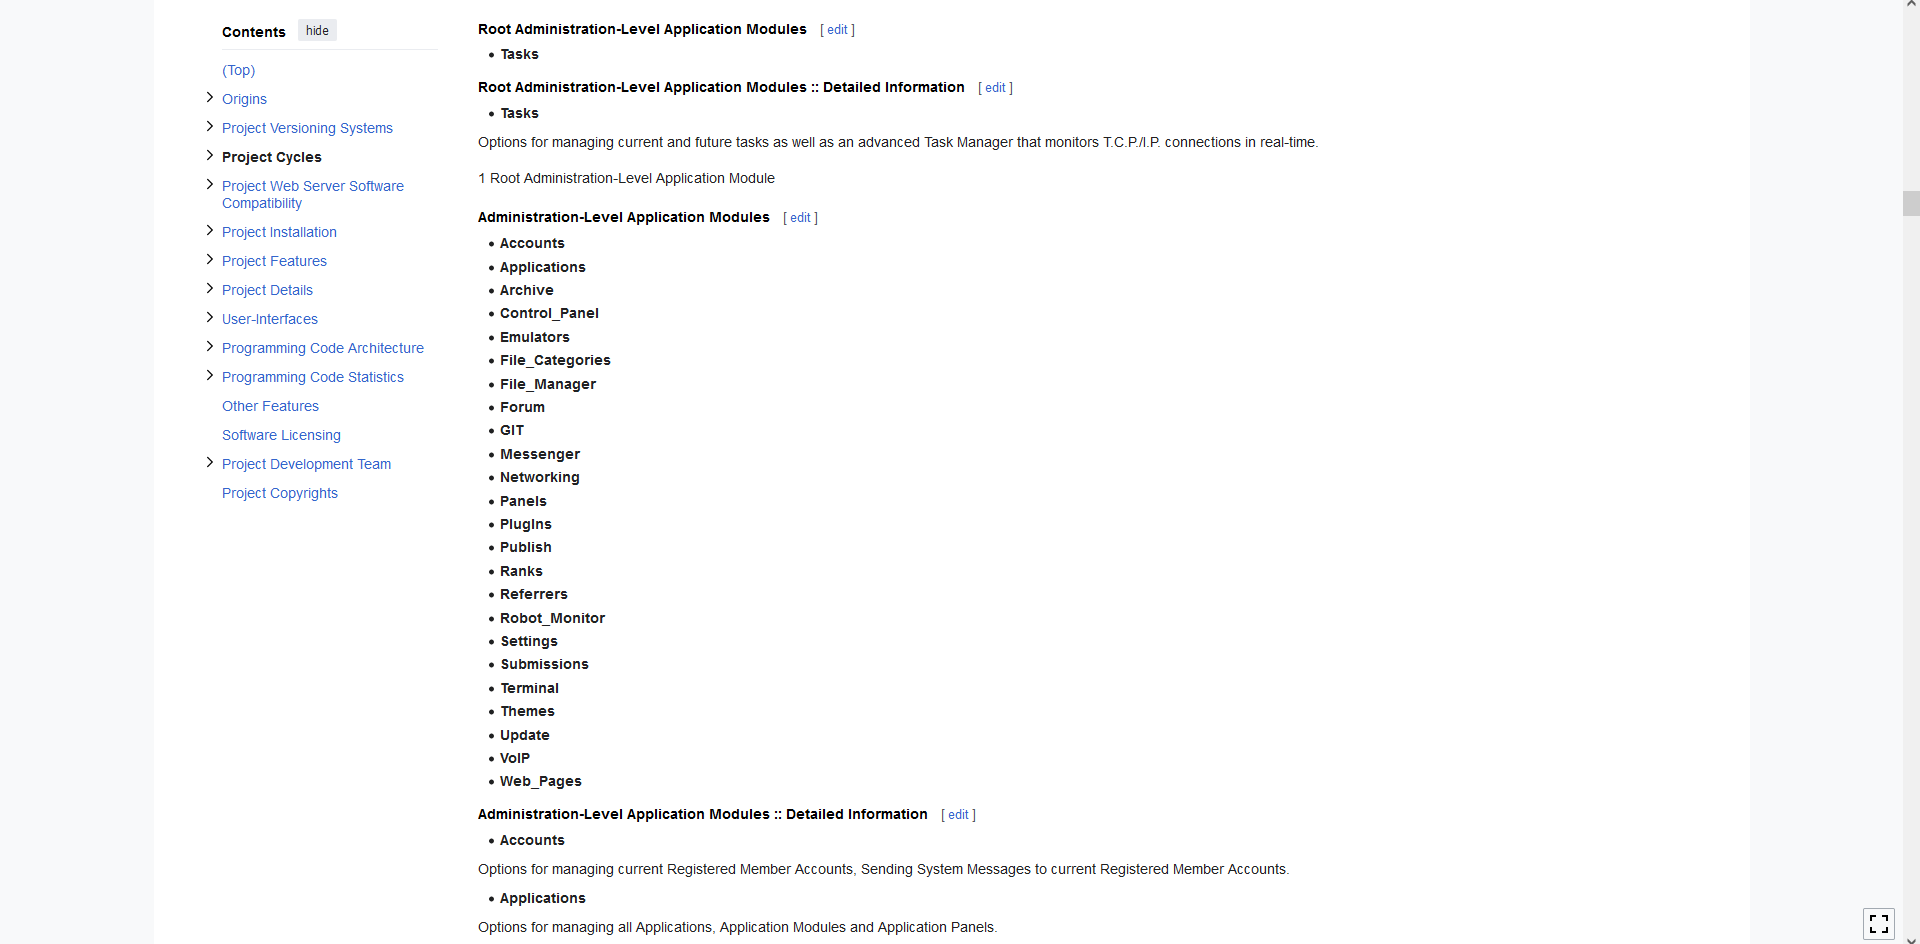 Contents hide
(Top)
Origins
Project Versioning Systems
Project Cycles
Project Web Server Software
Compatibility
Project Installation
Project Features
Project Details
User-Interfaces
Programming Code Architecture
Programming Code Statistics
Other Features
Software Licensing
Project Development Team
Project Copyrights
Root Administration-Level Application Modules [ edit ]
• Tasks
Root Administration-Level Application Modules :: Detailed Information [ edit ]
• Tasks
Options for managing current and future tasks as well as an advanced Task Manager that monitors T.C.P./I.P. connections in real-time.
1 Root Administration-Level Application Module
Administration-Level Application Modules [ edit ]
• Accounts
• Applications
• Archive
• Control_Panel
• Emulators
• File_Categories
• File_Manager
• Forum
• GIT
• Messenger
• Networking
• Panels
• PlugIns
• Publish
• Ranks
• Referrers
• Robot_Monitor
• Settings
• Submissions
• Terminal
• Themes
• Update
• VoIP
• Web_Pages
Administration-Level Application Modules :: Detailed Information [ edit ]
• Accounts
Options for managing current Registered Member Accounts, Sending System Messages to current Registered Member Accounts.
• Applications
Options for managing all Applications, Application Modules and Application Panels.